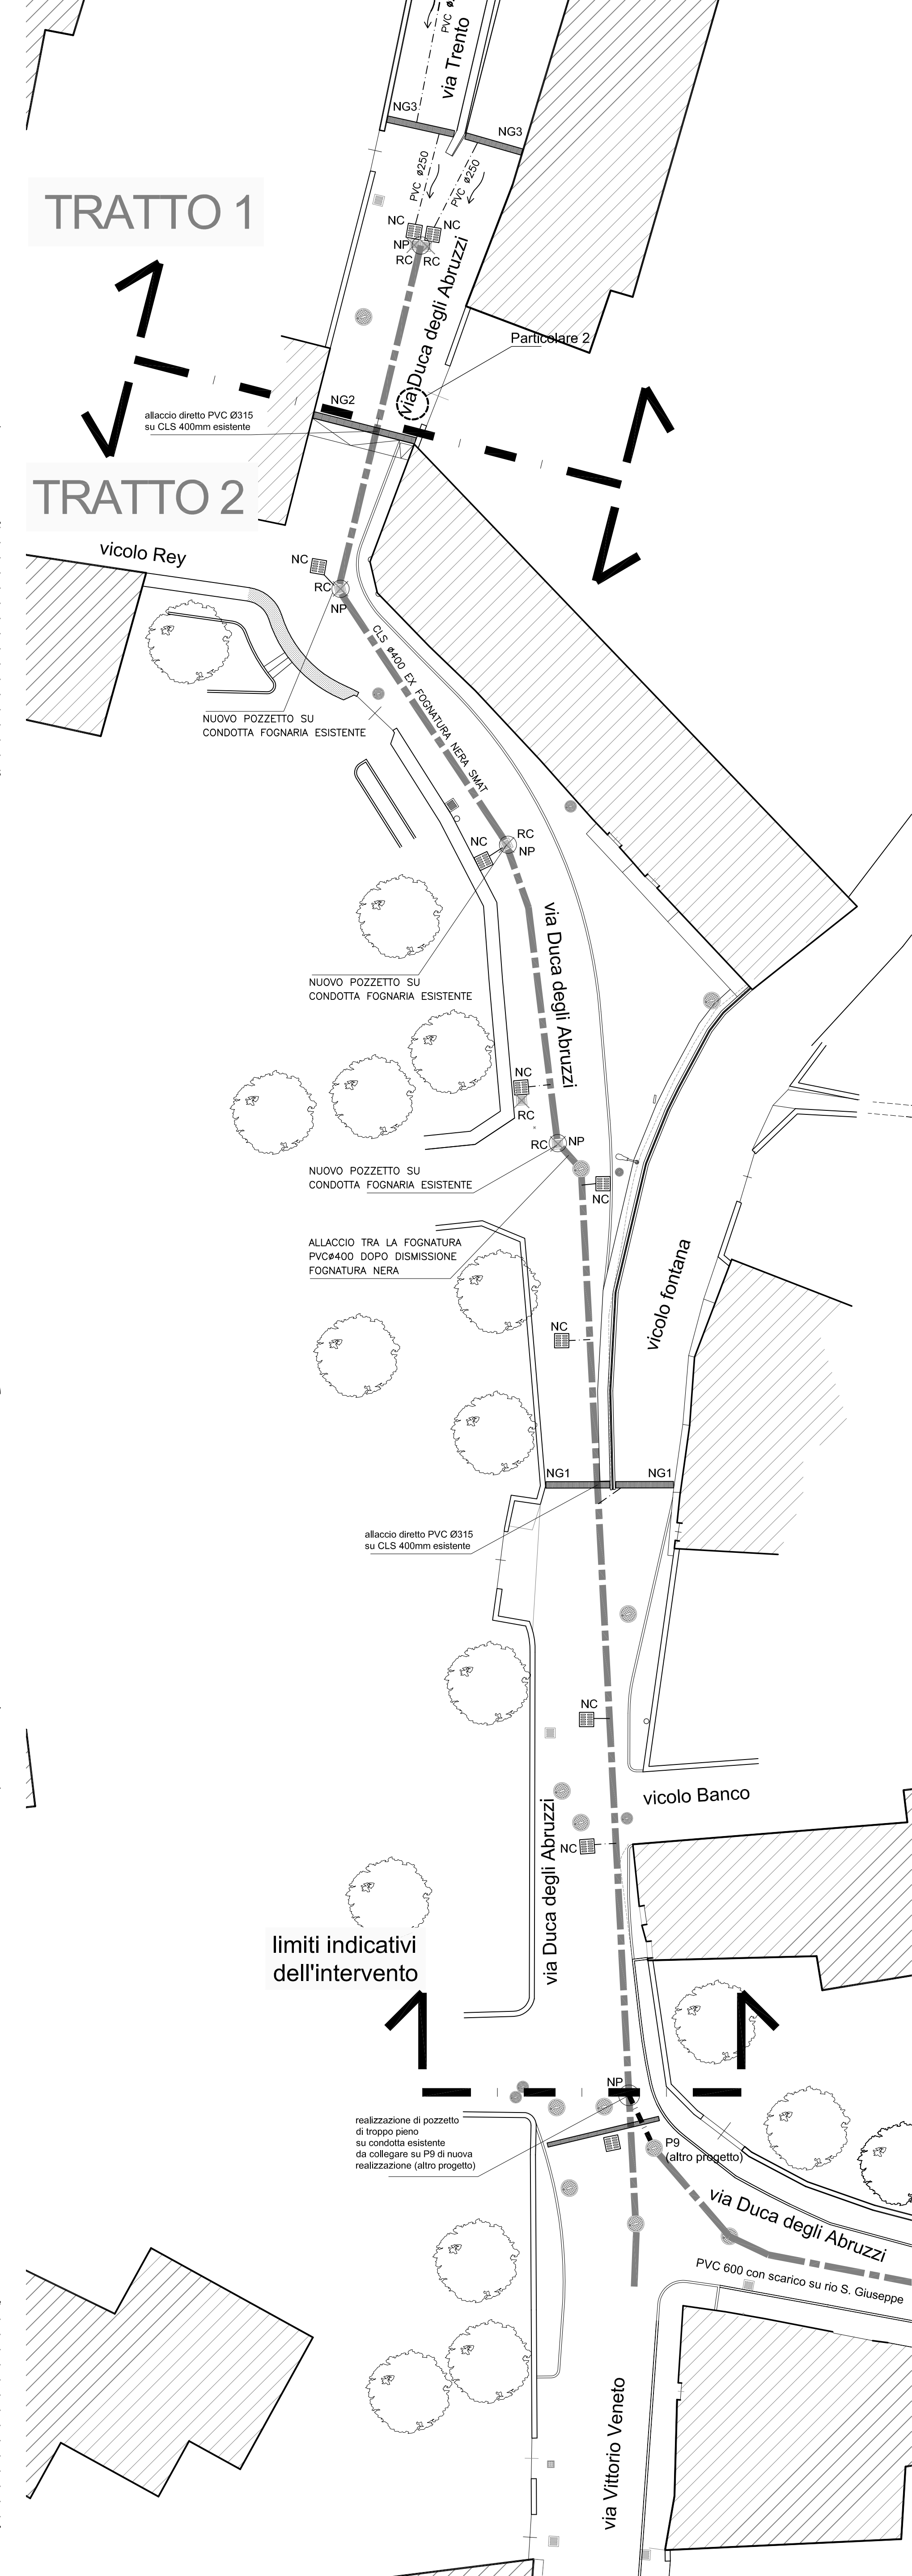 PVC ø
PVC ø
via Trento
NG3
NG3
PVC ø250
PVC ø250
TRATTO 1
NC
NC
NP
RC
RC
via Duca degli Abruzzi
Particolare 2
NG2
allaccio diretto PVC Ø315
su CLS 400mm esistente
TRATTO 2
vicolo Rey
NC
RC
NP
CLS ø400 EX FOGNATURA NERA SMAT
NUOVO POZZETTO SU
CONDOTTA FOGNARIA ESISTENTE
RC
NC
NP
via Duca degli Abruzzi
NUOVO POZZETTO SU
CONDOTTA FOGNARIA ESISTENTE
NC
RC
RC
NP
NUOVO POZZETTO SU
CONDOTTA FOGNARIA ESISTENTE
NC
ALLACCIO TRA LA FOGNATURA
PVCø400 DOPO DISMISSIONE
FOGNATURA NERA
vicolo fontana
NC
NG1
NG1
allaccio diretto PVC Ø315
su CLS 400mm esistente
NC
vicolo Banco
via Duca degli Abruzzi
NC
limiti indicativi
dell'intervento
NP
realizzazione di pozzetto
di troppo pieno
su condotta esistente
da collegare su P9 di nuova
realizzazione (altro progetto)
P9
(altro progetto)
via Duca degli Abruzzi
PVC 600 con scarico su rio S. Giuseppe
via Vittorio Veneto